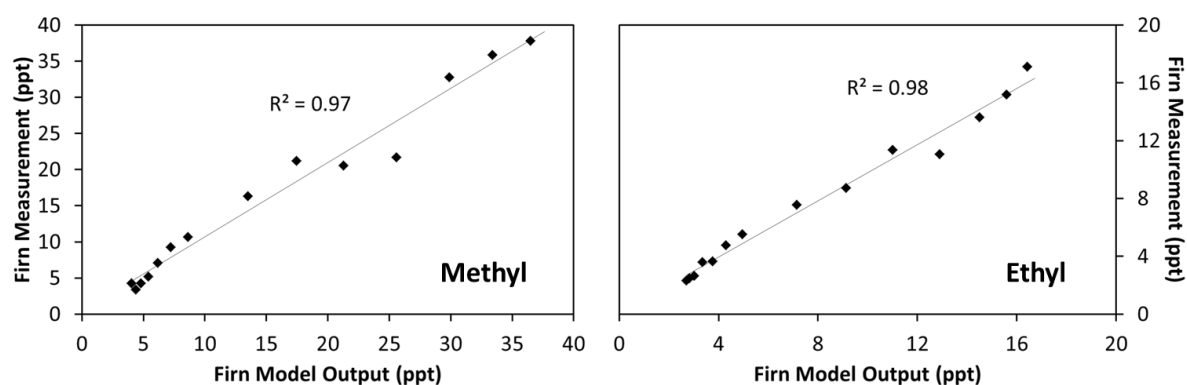 Firn Measurement (ppt)
40
35
30
25
20
15
10
5
0
R² = 0.97
Methyl
0 5 10 15 20 25 30 35 40
Firn Model Output (ppt)
R² = 0.98
Ethyl
0 4 8 12 16 20
Firn Model Output (ppt)
20
16
12
8
4
0
Firn Measurement (ppt)